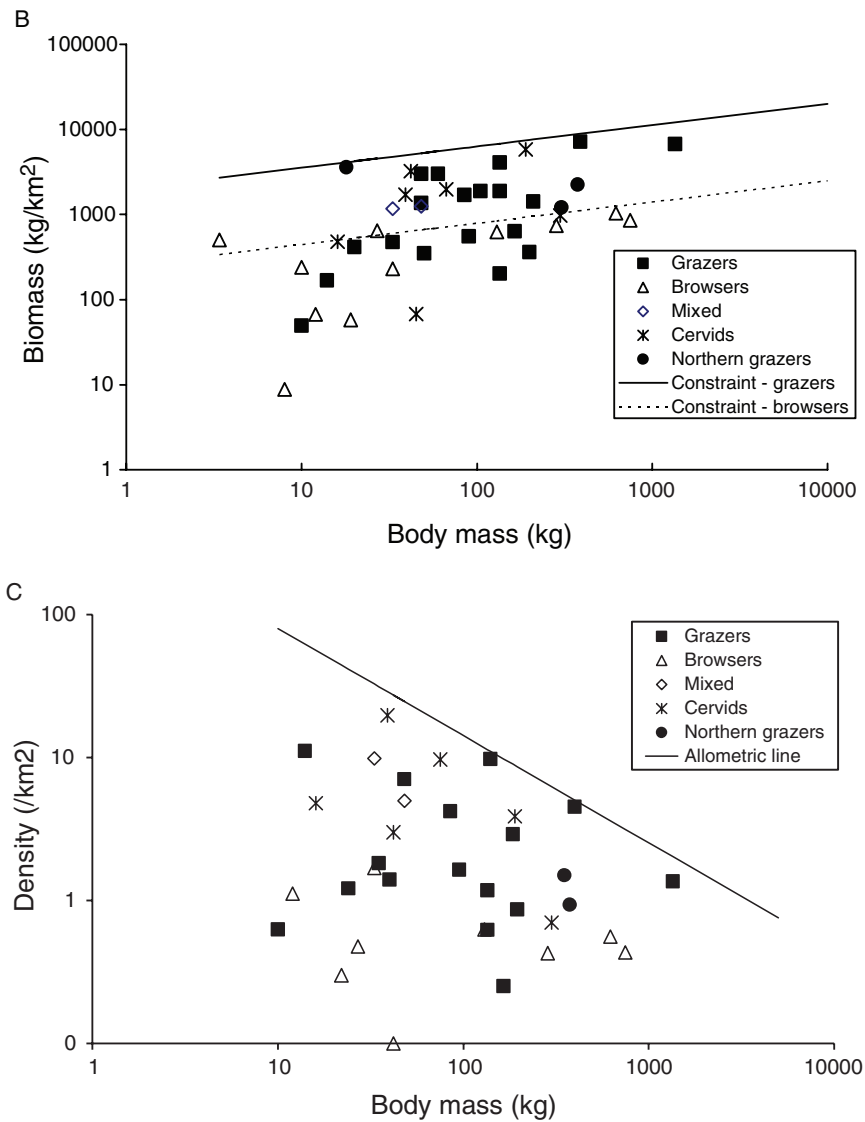 B
100000
10000
1000
100
10
1
Biomass (kg/km²)
Grazers
Browsers
Mixed
Cervids
Northern grazers
Constraint - grazers
Constraint - browsers
1 10 100 1000 10000
Body mass (kg)
C
100
10
1
0
Density (/km2)
Grazers
Browsers
Mixed
Cervids
Northern grazers
Allometric line
1 10 100 1000 10000
Body mass (kg)